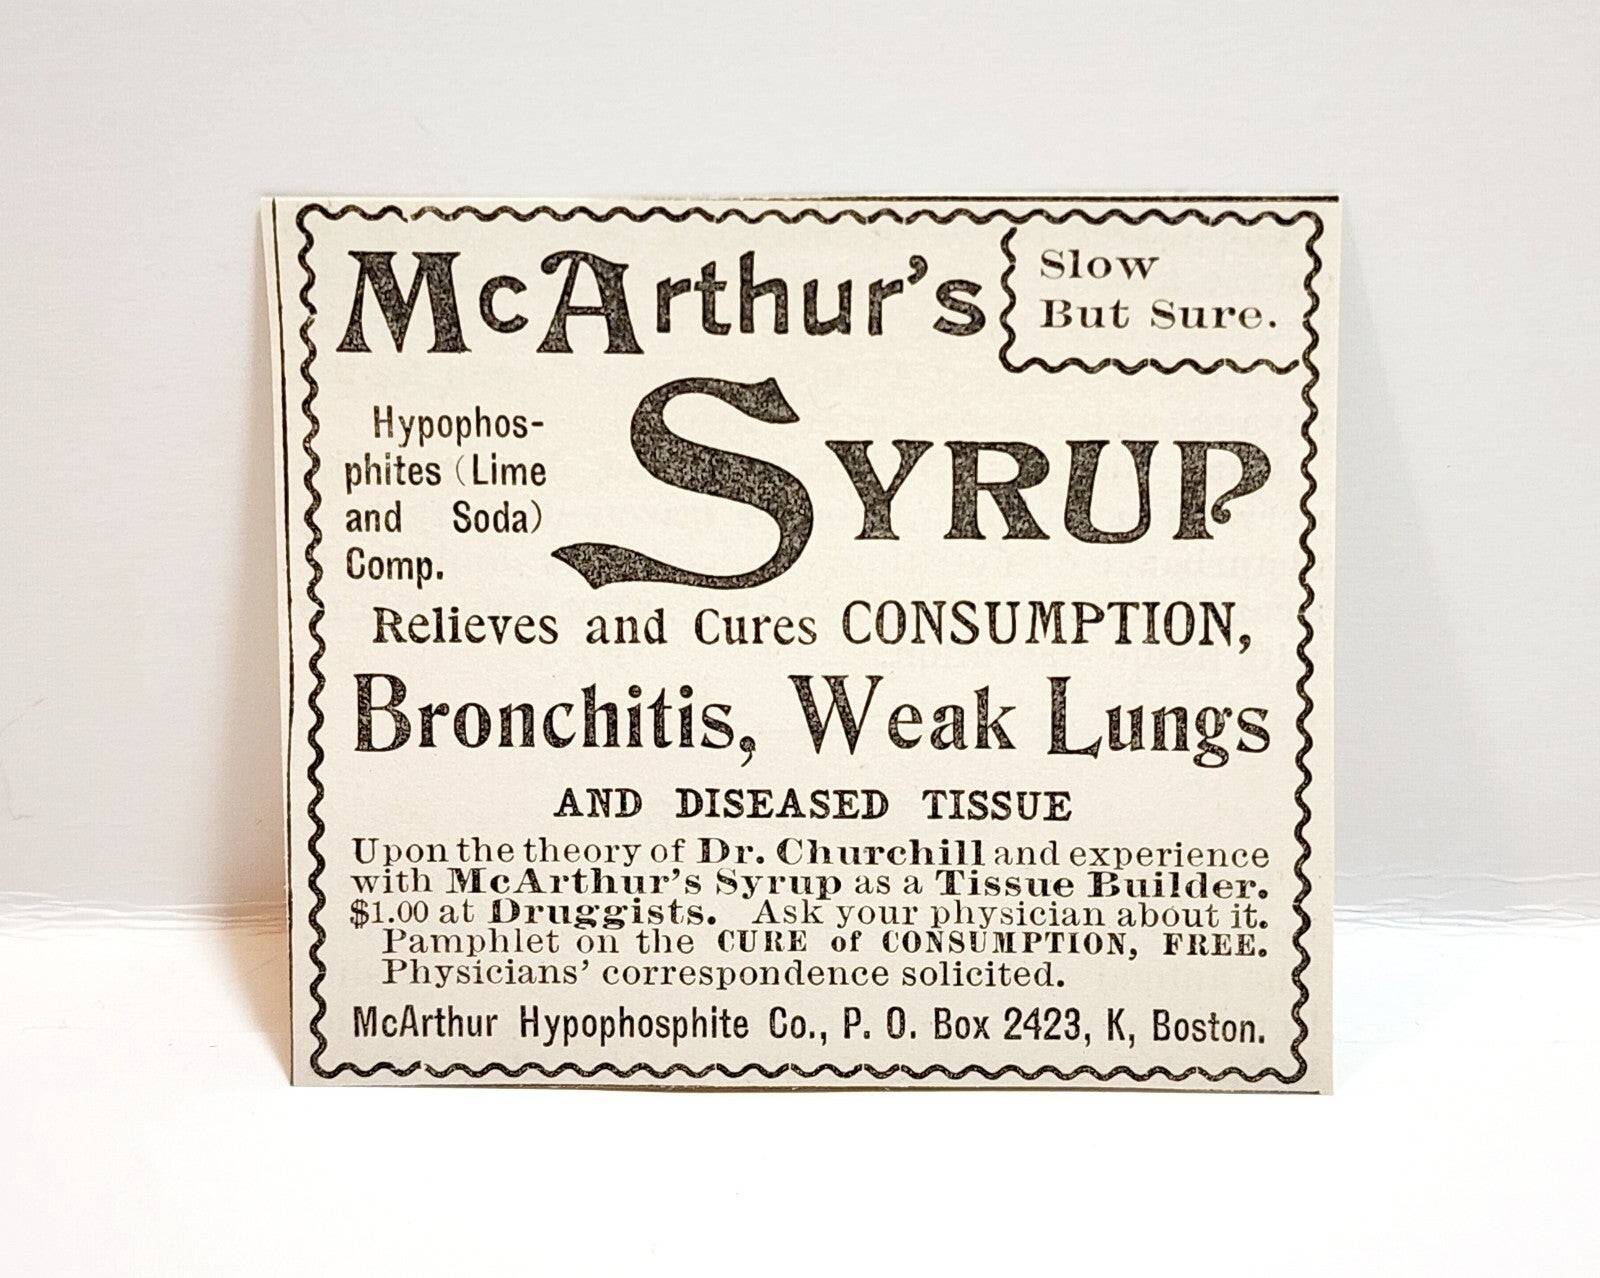 McArthur's
Slow
But Sure.
Hypophos-
phites (Lime
and Soda)
Comp.
SYRUP
Relieves and Cures CONSUMPTION,
Bronchitis, Weak Lungs
AND DISEASED TISSUE
Upon the theory of Dr. Churchill and experience
with McArthur's Syrup as a Tissue Builder.
$1.00 at Druggists. Ask your physician about it.
Pamphlet on the CURE of CONSUMPTION, FREE.
Physicians' correspondence solicited.
McArthur Hypophosphite Co., P. O. Box 2423, K, Boston.